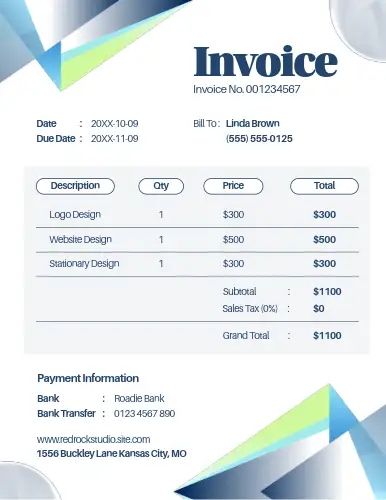 Invoice
Invoice No. 001234567
Date : 20XX-10-09
Due Date : 20XX-11-09
Bill To : Linda Brown
(555) 555-0125
Description Qty Price Total
Logo Design 1 $300 $300
Website Design 1 $500 $500
Stationary Design 1 $300 $300
Subtotal : $1100
Sales Tax (0%) : $0
Grand Total : $1100
Payment Information
Bank : Roadie Bank
Bank Transfer : 0123 4567 890
www.redrockstudio.site.com
1556 Buckley Lane Kansas City, MO